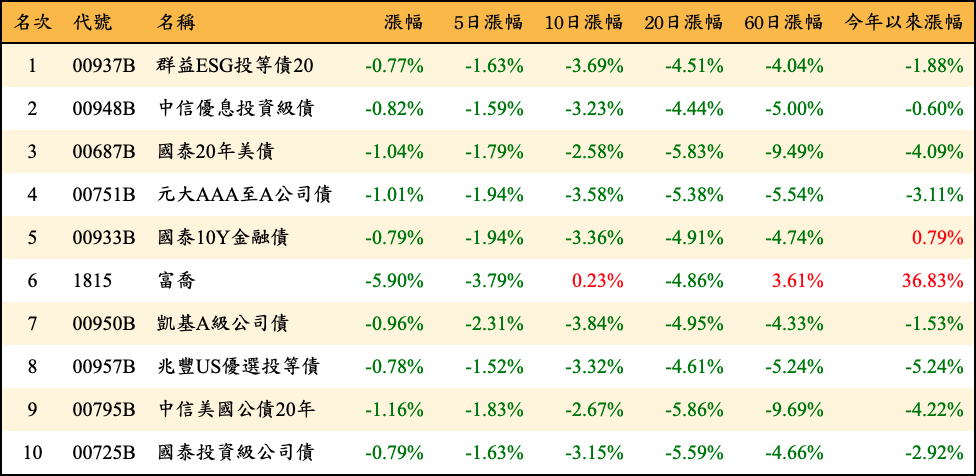 名次 代號 名稱 漲幅 5日漲幅 10日漲幅 20日漲幅 60日漲幅 今年以來漲幅
1 00937B 群益ESG投等債20 -0.77% -1.63% -3.69% -4.51% -4.04% -1.88%
2 00948B 中信優息投資級債 -0.82% -1.59% -3.23% -4.44% -5.00% -0.60%
3 00687B 國泰20年美債 -1.04% -1.79% -2.58% -5.83% -9.49% -4.09%
4 00751B 元大AAA至A公司債 -1.01% -1.94% -3.58% -5.38% -5.54% -3.11%
5 00933B 國泰10Y金融債 -0.79% -1.94% -3.36% -4.91% -4.74% 0.79%
6 1815 富喬 -5.90% -3.79% 0.23% -4.86% 3.61% 36.83%
7 00950B 凱基A級公司債 -0.96% -2.31% -3.84% -4.95% -4.33% -1.53%
8 00957B 兆豐US優選投等債 -0.78% -1.52% -3.32% -4.61% -5.24% -5.24%
9 00795B 中信美國公債20年 -1.16% -1.83% -2.67% -5.86% -9.69% -4.22%
10 00725B 國泰投資級公司債 -0.79% -1.63% -3.15% -5.59% -4.66% -2.92%